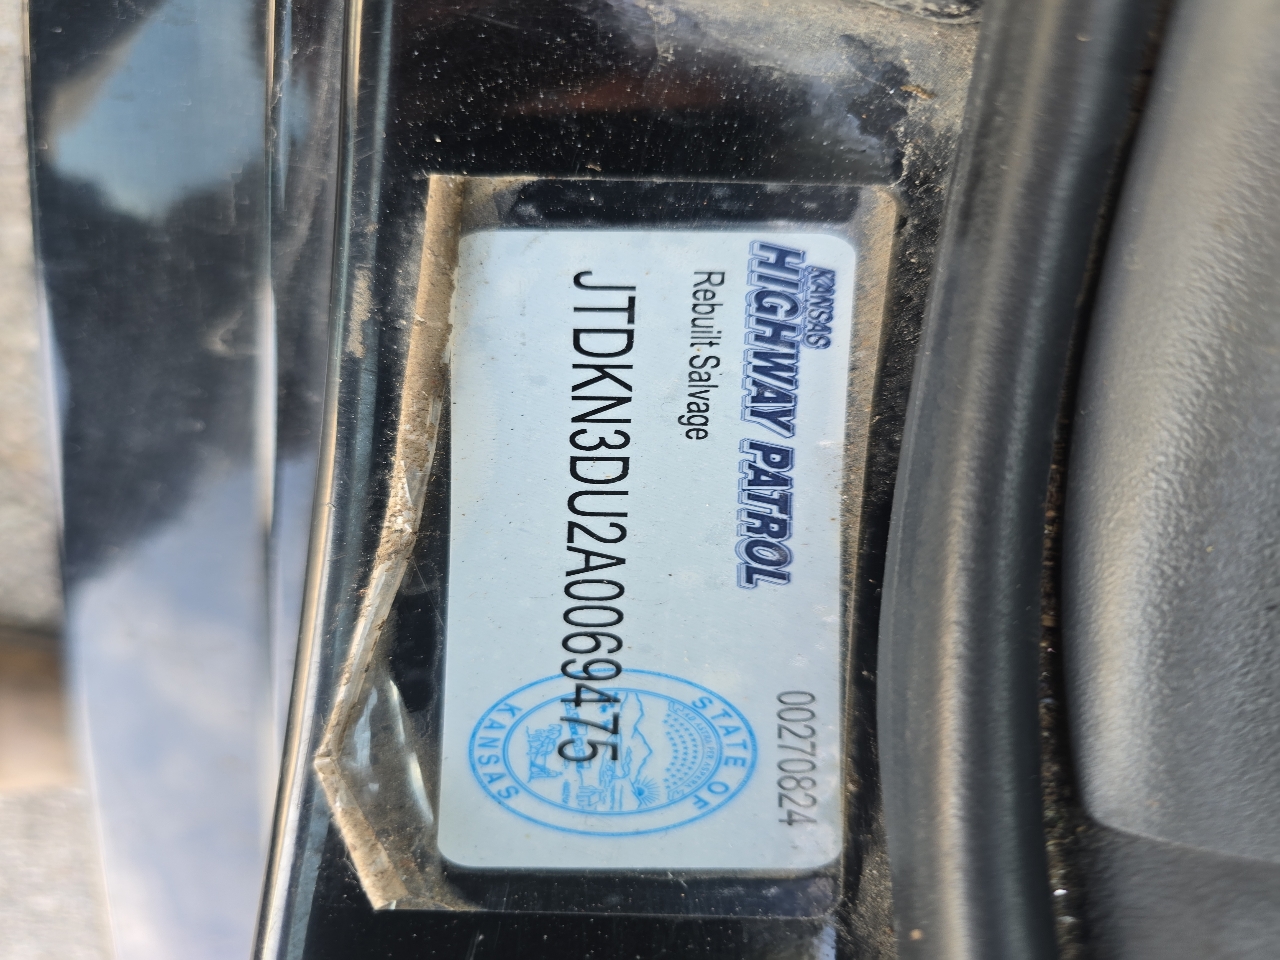 KANSAS
HIGHWAY PATROL
00270824
Rebuilt Salvage
JTDKN3DU2A0069475
STATE OF
KANSAS